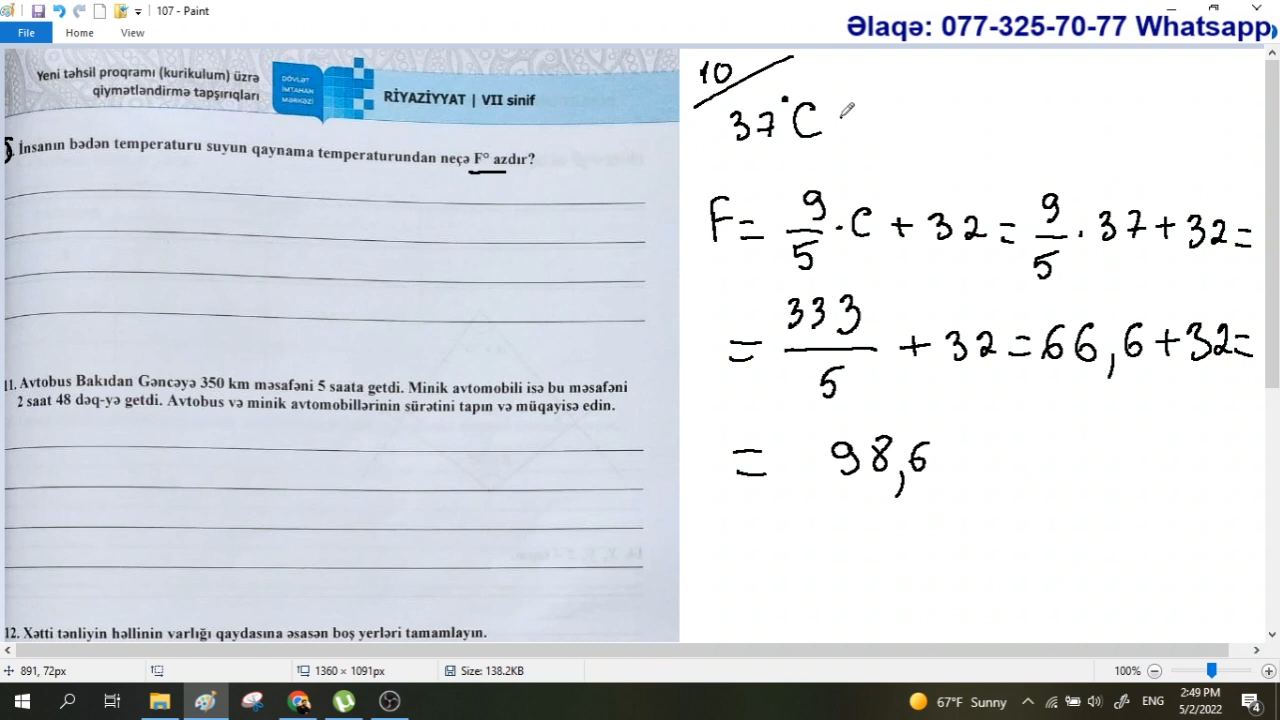 107 - Paint
Əlaqə: 077-325-70-77 Whatsapp
File Home View
Yeni təhsil proqramı (kurikulum) üzrə
qiymətləndirmə tapşırıqları
DÖVLƏT
İMTAHAN
MƏRKƏZİ
RİYAZİYYAT | VII sinif
İnsanın bədən temperaturu suyun qaynama temperaturundan neçə F° azdır?
11. Avtobus Bakıdan Gəncəyə 350 km məsafəni 5 saata getdi. Minik avtomobili isə bu məsafəni
2 saat 48 dəq-yə getdi. Avtobus və minik avtomobillərinin sürətini tapın və müqayisə edin.
12. Xətti tənliyin həllinin varlığı qaydasına əsasən boş yerləri tamamlayın.
10
37°C
F = 9/5 · C + 32 = 9/5 · 37 + 32 =
= 333/5 + 32 = 66,6 + 32 =
= 98,6
891, 72px
1360 × 1091px
Size: 138.2KB
100%
67°F Sunny
ENG
2:49 PM
5/2/2022
4